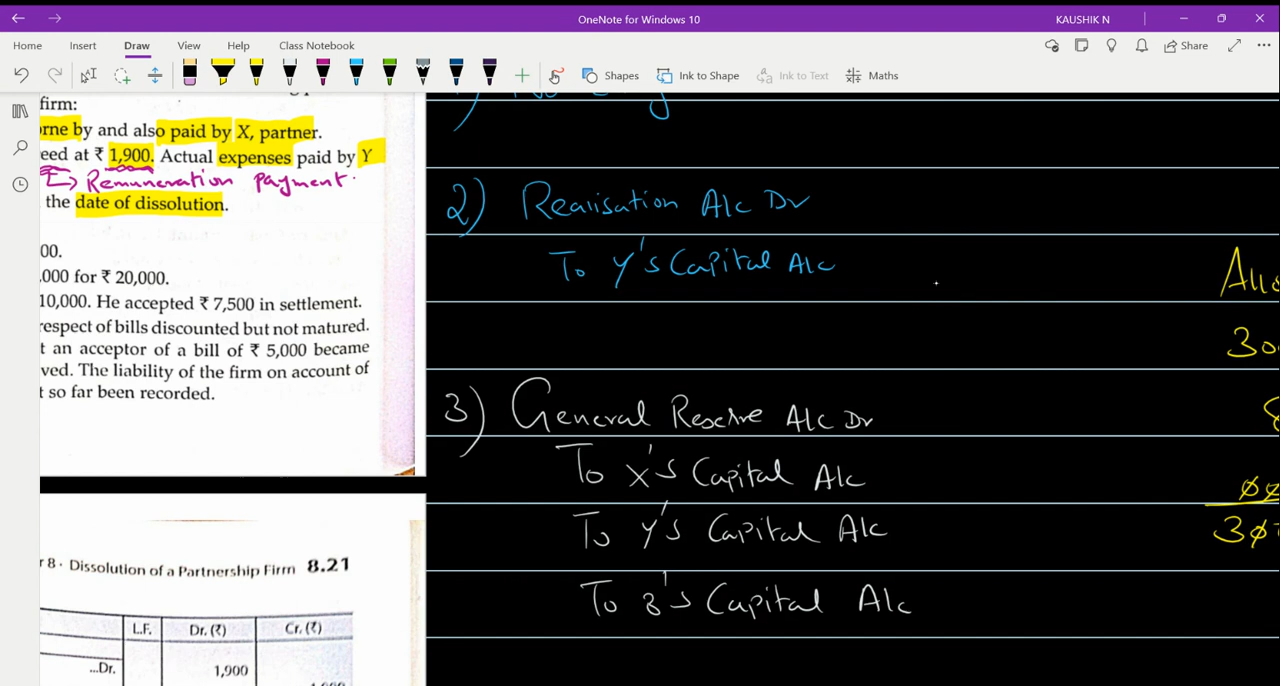 OneNote for Windows 10
KAUSHIK N
Home Insert Draw View Help Class Notebook
Share
Shapes Ink to Shape Ink to Text Maths
firm:
rne by and also paid by X, partner.
eed at ₹ 1,900. Actual expenses paid by Y
Remuneration payment.
the date of dissolution.
00.
,000 for ₹ 20,000.
10,000. He accepted ₹ 7,500 in settlement.
respect of bills discounted but not matured.
t an acceptor of a bill of ₹ 5,000 became
ved. The liability of the firm on account of
t so far been recorded.
r 8 · Dissolution of a Partnership Firm 8.21
L.F. Dr. (₹) Cr. (₹)
...Dr. 1,900
2) Realisation A/c Dr
To Y's Capital A/c
3) General Reserve A/c Dr
To X's Capital A/c
To Y's Capital A/c
To Z's Capital A/c